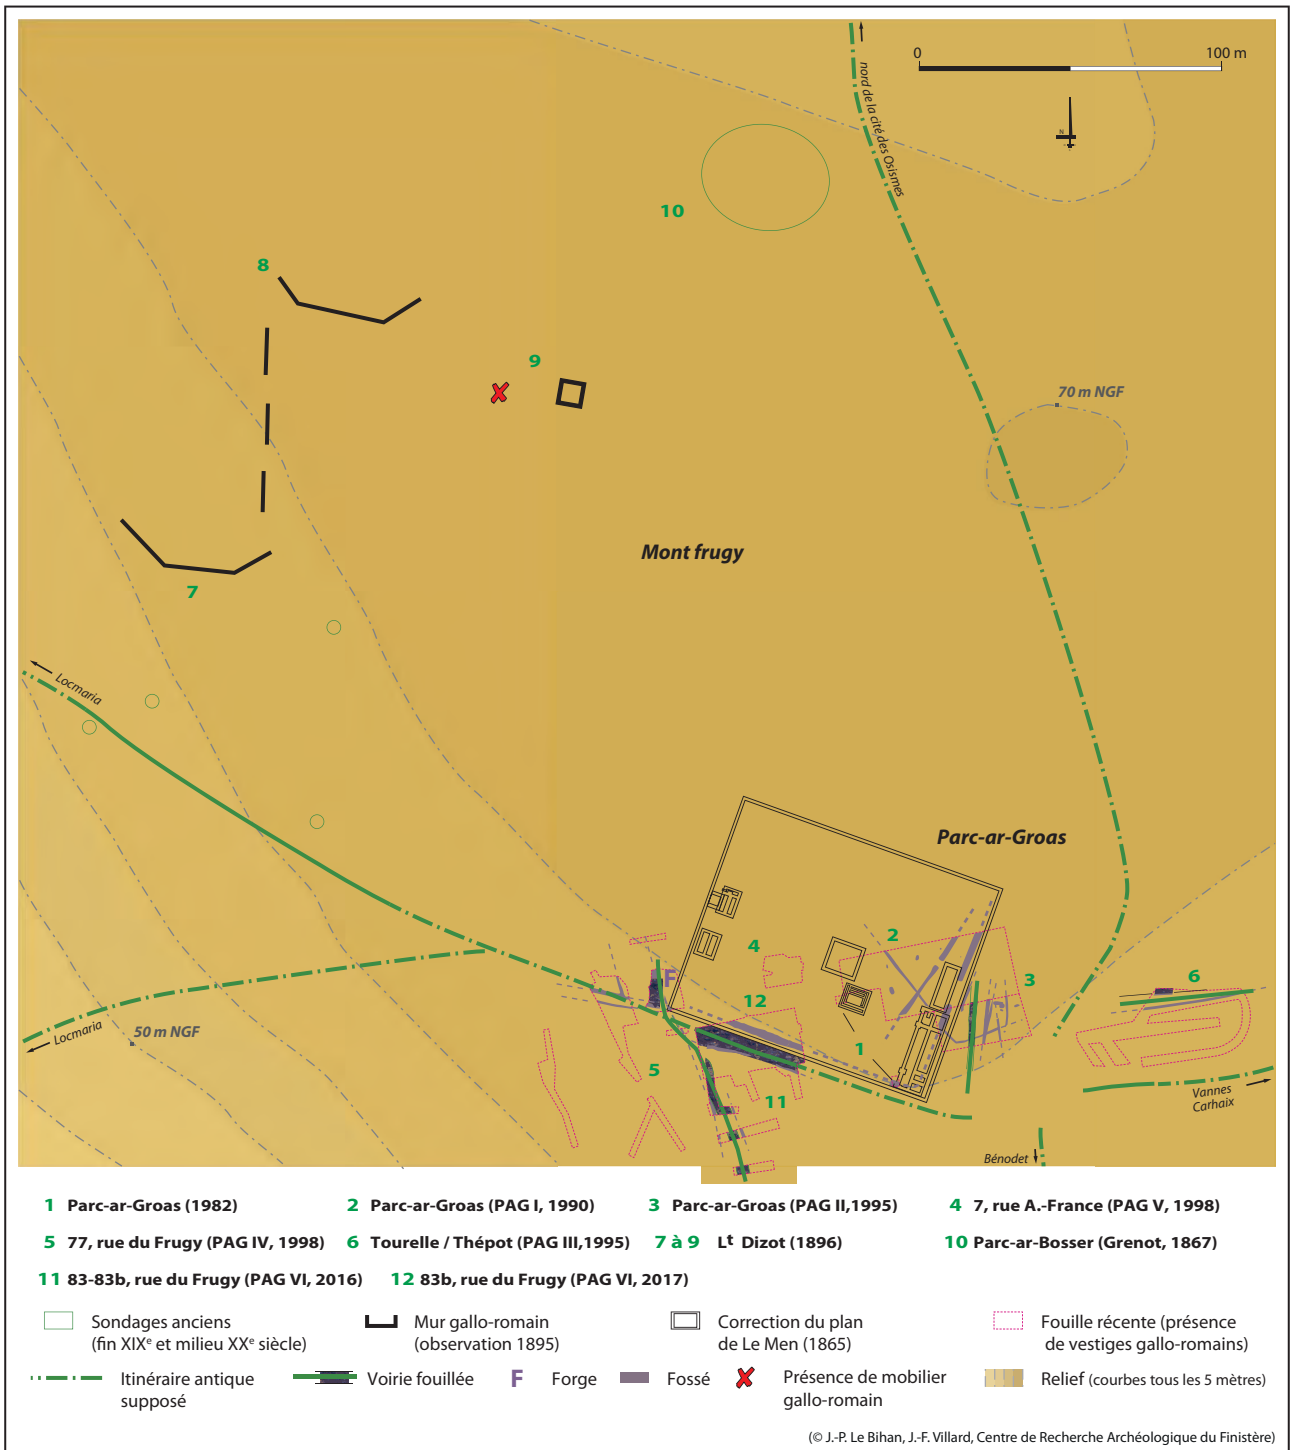 0 100 m
nord de la cité des Osismes
N
10
8
9
70 m NGF
Mont frugy
7
Locmaria
Parc-ar-Groas
2
4
3
6
F
12
Locmaria
50 m NGF
1
5
11
Vannes
Carhaix
Bénodet
1 Parc-ar-Groas (1982) 2 Parc-ar-Groas (PAG I, 1990) 3 Parc-ar-Groas (PAG II,1995) 4 7, rue A.-France (PAG V, 1998)
5 77, rue du Frugy (PAG IV, 1998) 6 Tourelle / Thépot (PAG III,1995) 7 à 9 Lt Dizot (1896) 10 Parc-ar-Bosser (Grenot, 1867)
11 83-83b, rue du Frugy (PAG VI, 2016) 12 83b, rue du Frugy (PAG VI, 2017)
Sondages anciens
(fin XIXe et milieu XXe siècle)
Mur gallo-romain
(observation 1895)
Correction du plan
de Le Men (1865)
Fouille récente (présence
de vestiges gallo-romains)
Itinéraire antique
supposé
Voirie fouillée
F Forge
Fossé
Présence de mobilier
gallo-romain
Relief (courbes tous les 5 mètres)
(© J.-P. Le Bihan, J.-F. Villard, Centre de Recherche Archéologique du Finistère)